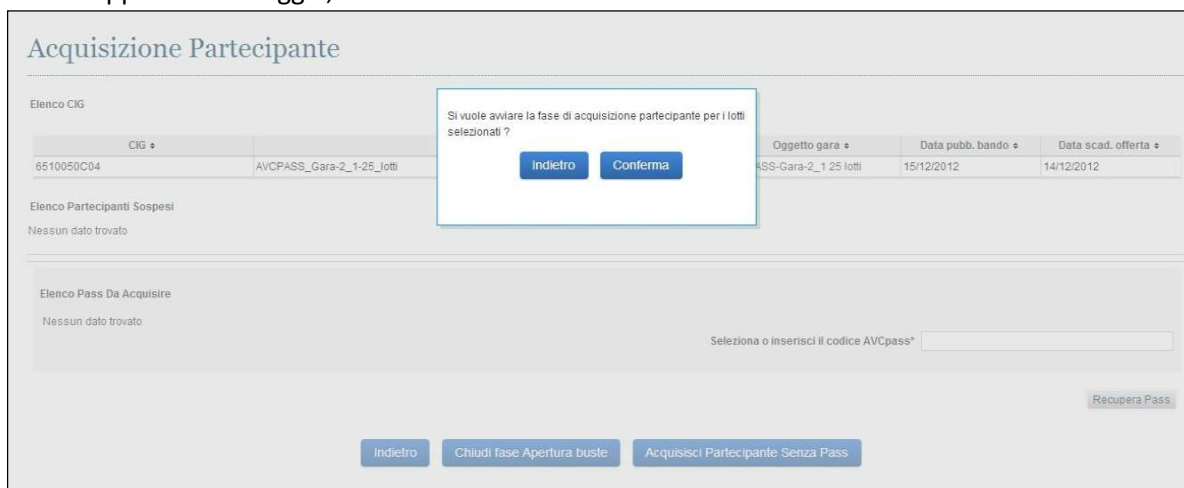 Acquisizione Partecipante
Elenco CIG
Si vuole avviare la fase di acquisizione partecipante per i lotti
selezionati ?
Indietro Conferma
CIG Oggetto gara Data pubb. bando Data scad. offerta
6510050C04 AVCPASS_Gara-2_1-25_lotti ASS-Gara-2_1 25 lotti 15/12/2012 14/12/2012
Elenco Partecipanti Sospesi
Nessun dato trovato
Elenco Pass Da Acquisire
Nessun dato trovato
Seleziona o inserisci il codice AVCpass*
Recupera Pass
Indietro Chiudi fase Apertura buste Acquisisci Partecipante Senza Pass